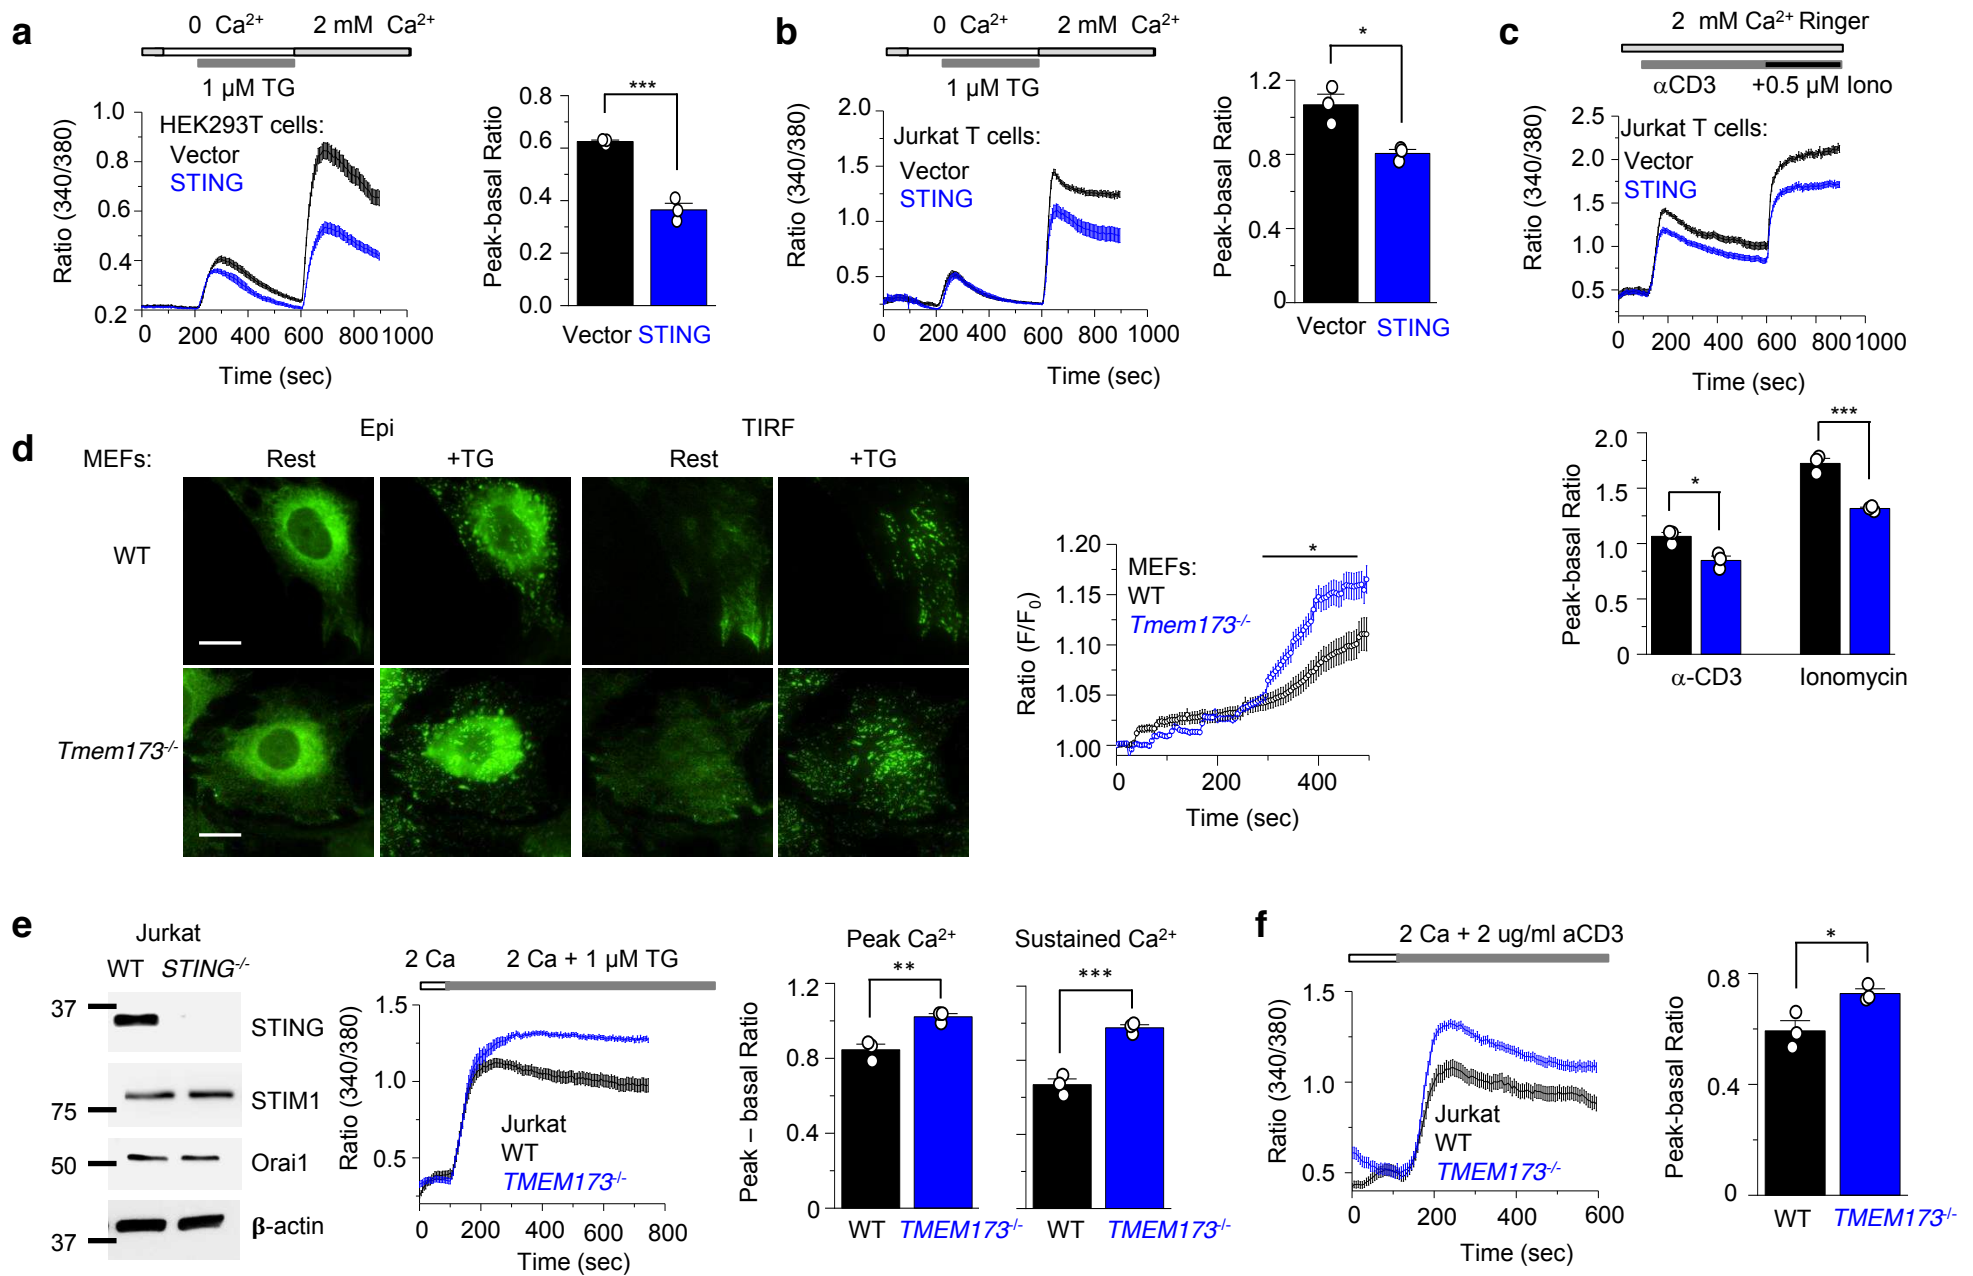 a
0 Ca²⁺ 2 mM Ca²⁺
1 µM TG
HEK293T cells:
Vector
STING
Ratio (340/380)
1.0
0.8
0.6
0.4
0.2
0 200 400 600 800 1000
Time (sec)
***
Peak-basal Ratio
0.8
0.6
0.4
0.2
0.0
Vector STING
b
0 Ca²⁺ 2 mM Ca²⁺
1 µM TG
Jurkat T cells:
Vector
STING
Ratio (340/380)
2.0
1.5
1.0
0.5
0 200 400 600 800 1000
Time (sec)
*
Peak-basal Ratio
1.2
0.8
0.4
0
Vector STING
c
2 mM Ca²⁺ Ringer
αCD3 +0.5 µM Iono
Jurkat T cells:
Vector
STING
Ratio (340/380)
2.5
2.0
1.5
1.0
0.5
0 200 400 600 800 1000
Time (sec)
* ***
Peak-basal Ratio
2.0
1.5
1.0
0.5
0
α-CD3 Ionomycin
d
Epi TIRF
MEFs: Rest +TG Rest +TG
WT
Tmem173⁻/⁻
MEFs:
WT
Tmem173⁻/⁻
*
Ratio (F/F₀)
1.20
1.15
1.10
1.05
1.00
0 200 400
Time (sec)
e
Jurkat
WT STING⁻/⁻
37
STING
75
STIM1
50
Orai1
37
β-actin
2 Ca 2 Ca + 1 µM TG
Ratio (340/380)
1.5
1.0
0.5
Jurkat
WT
TMEM173⁻/⁻
0 200 400 600 800
Time (sec)
Peak Ca²⁺ Sustained Ca²⁺
** ***
Peak – basal Ratio
1.2
0.8
0.4
0
WT TMEM173⁻/⁻ WT TMEM173⁻/⁻
f
2 Ca + 2 ug/ml aCD3
Ratio (340/380)
1.5
1.0
0.5
Jurkat
WT
TMEM173⁻/⁻
0 200 400 600
Time (sec)
*
Peak-basal Ratio
0.8
0.4
0
WT TMEM173⁻/⁻